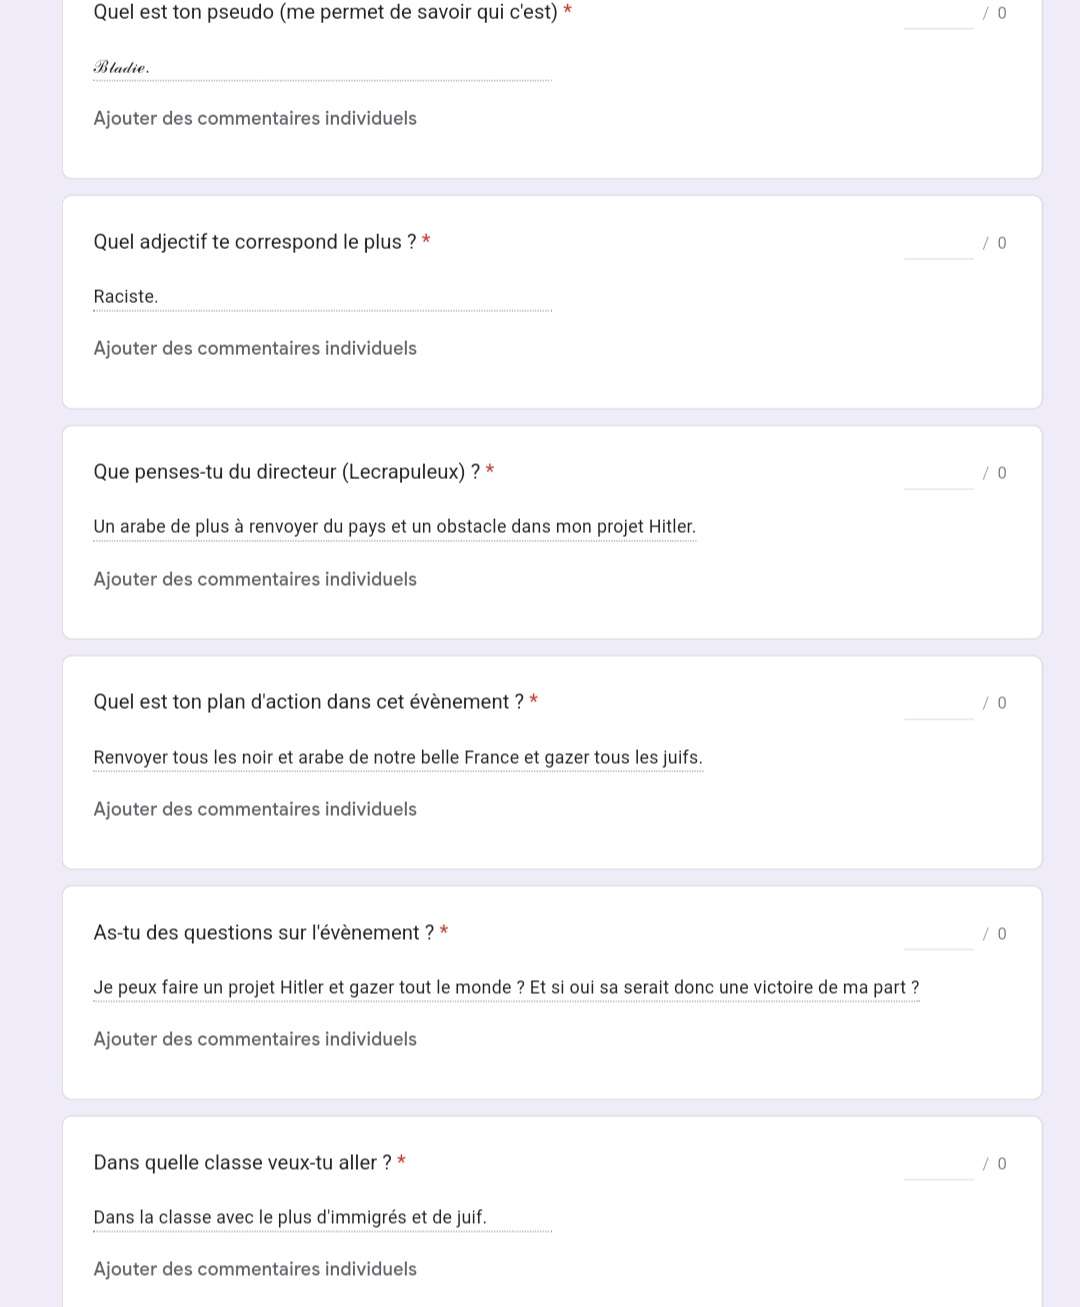 Quel est ton pseudo (me permet de savoir qui c'est) *
/ 0
𝓑𝓵𝓪𝓭𝓲𝓮.
Ajouter des commentaires individuels
Quel adjectif te correspond le plus ? *
/ 0
Raciste.
Ajouter des commentaires individuels
Que penses-tu du directeur (Lecrapuleux) ? *
/ 0
Un arabe de plus à renvoyer du pays et un obstacle dans mon projet Hitler.
Ajouter des commentaires individuels
Quel est ton plan d'action dans cet évènement ? *
/ 0
Renvoyer tous les noir et arabe de notre belle France et gazer tous les juifs.
Ajouter des commentaires individuels
As-tu des questions sur l'évènement ? *
/ 0
Je peux faire un projet Hitler et gazer tout le monde ? Et si oui sa serait donc une victoire de ma part ?
Ajouter des commentaires individuels
Dans quelle classe veux-tu aller ? *
/ 0
Dans la classe avec le plus d'immigrés et de juif.
Ajouter des commentaires individuels